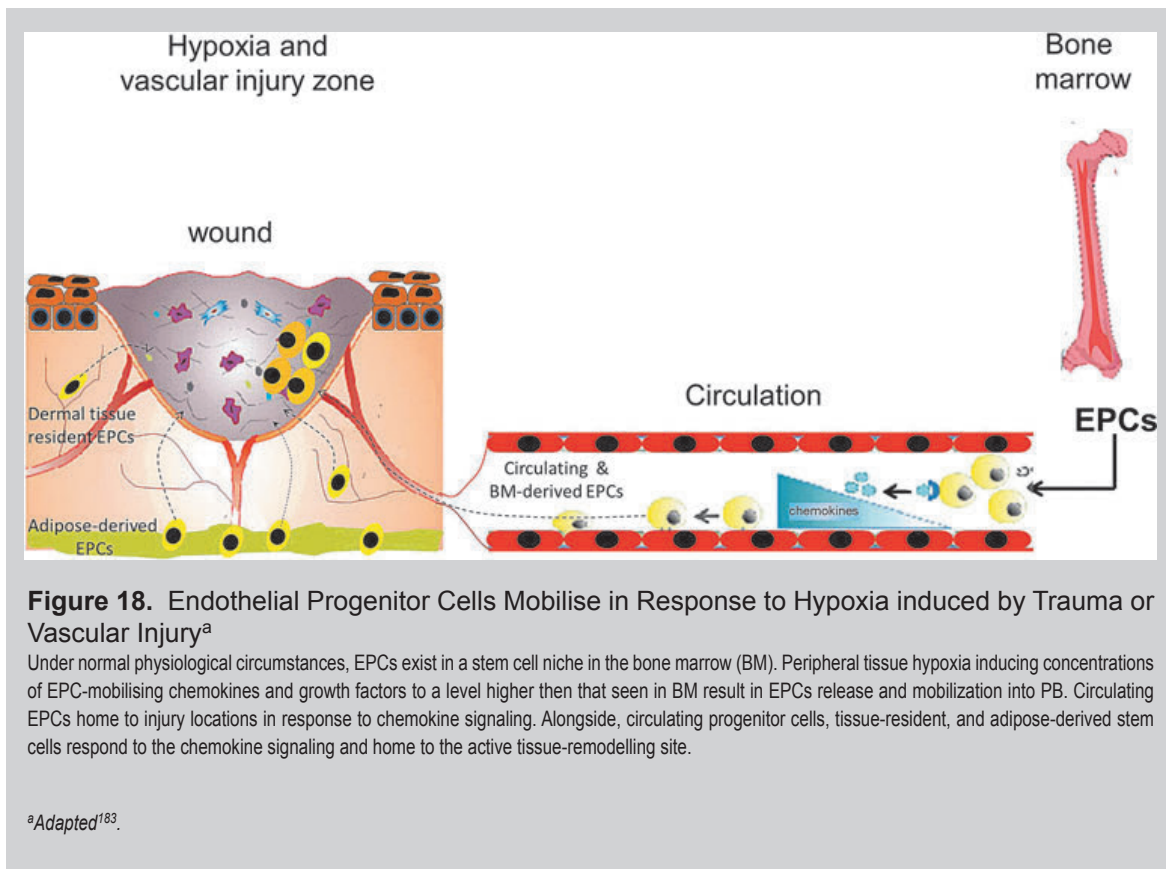 Hypoxia and
vascular injury zone
Bone
marrow
wound
Dermal tissue
resident EPCs
Adipose-derived
EPCs
Circulation
Circulating &
BM-derived EPCs
chemokines
EPCs
Figure 18. Endothelial Progenitor Cells Mobilise in Response to Hypoxia induced by Trauma or
Vascular Injuryᵃ
Under normal physiological circumstances, EPCs exist in a stem cell niche in the bone marrow (BM). Peripheral tissue hypoxia inducing concentrations
of EPC-mobilising chemokines and growth factors to a level higher then that seen in BM result in EPCs release and mobilization into PB. Circulating
EPCs home to injury locations in response to chemokine signaling. Alongside, circulating progenitor cells, tissue-resident, and adipose-derived stem
cells respond to the chemokine signaling and home to the active tissue-remodelling site.
ᵃAdapted¹⁸³.